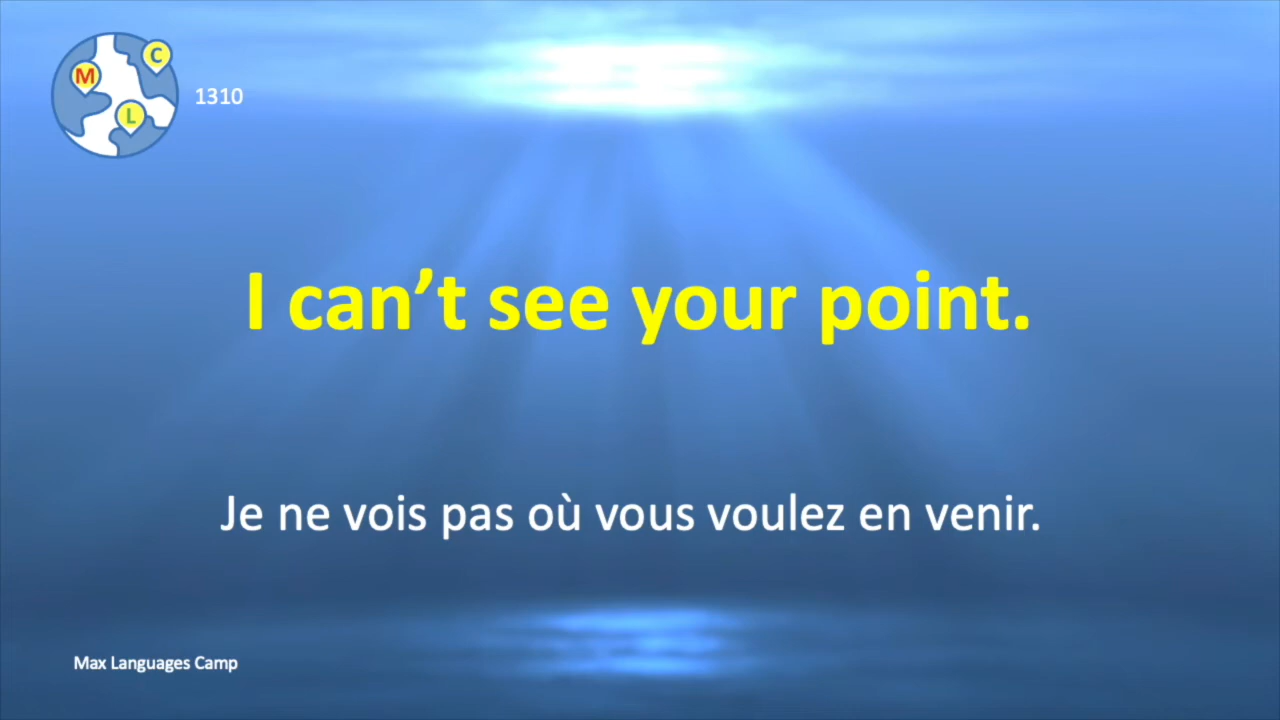 C
M
1310
L
I can’t see your point.
Je ne vois pas où vous voulez en venir.
Max Languages Camp